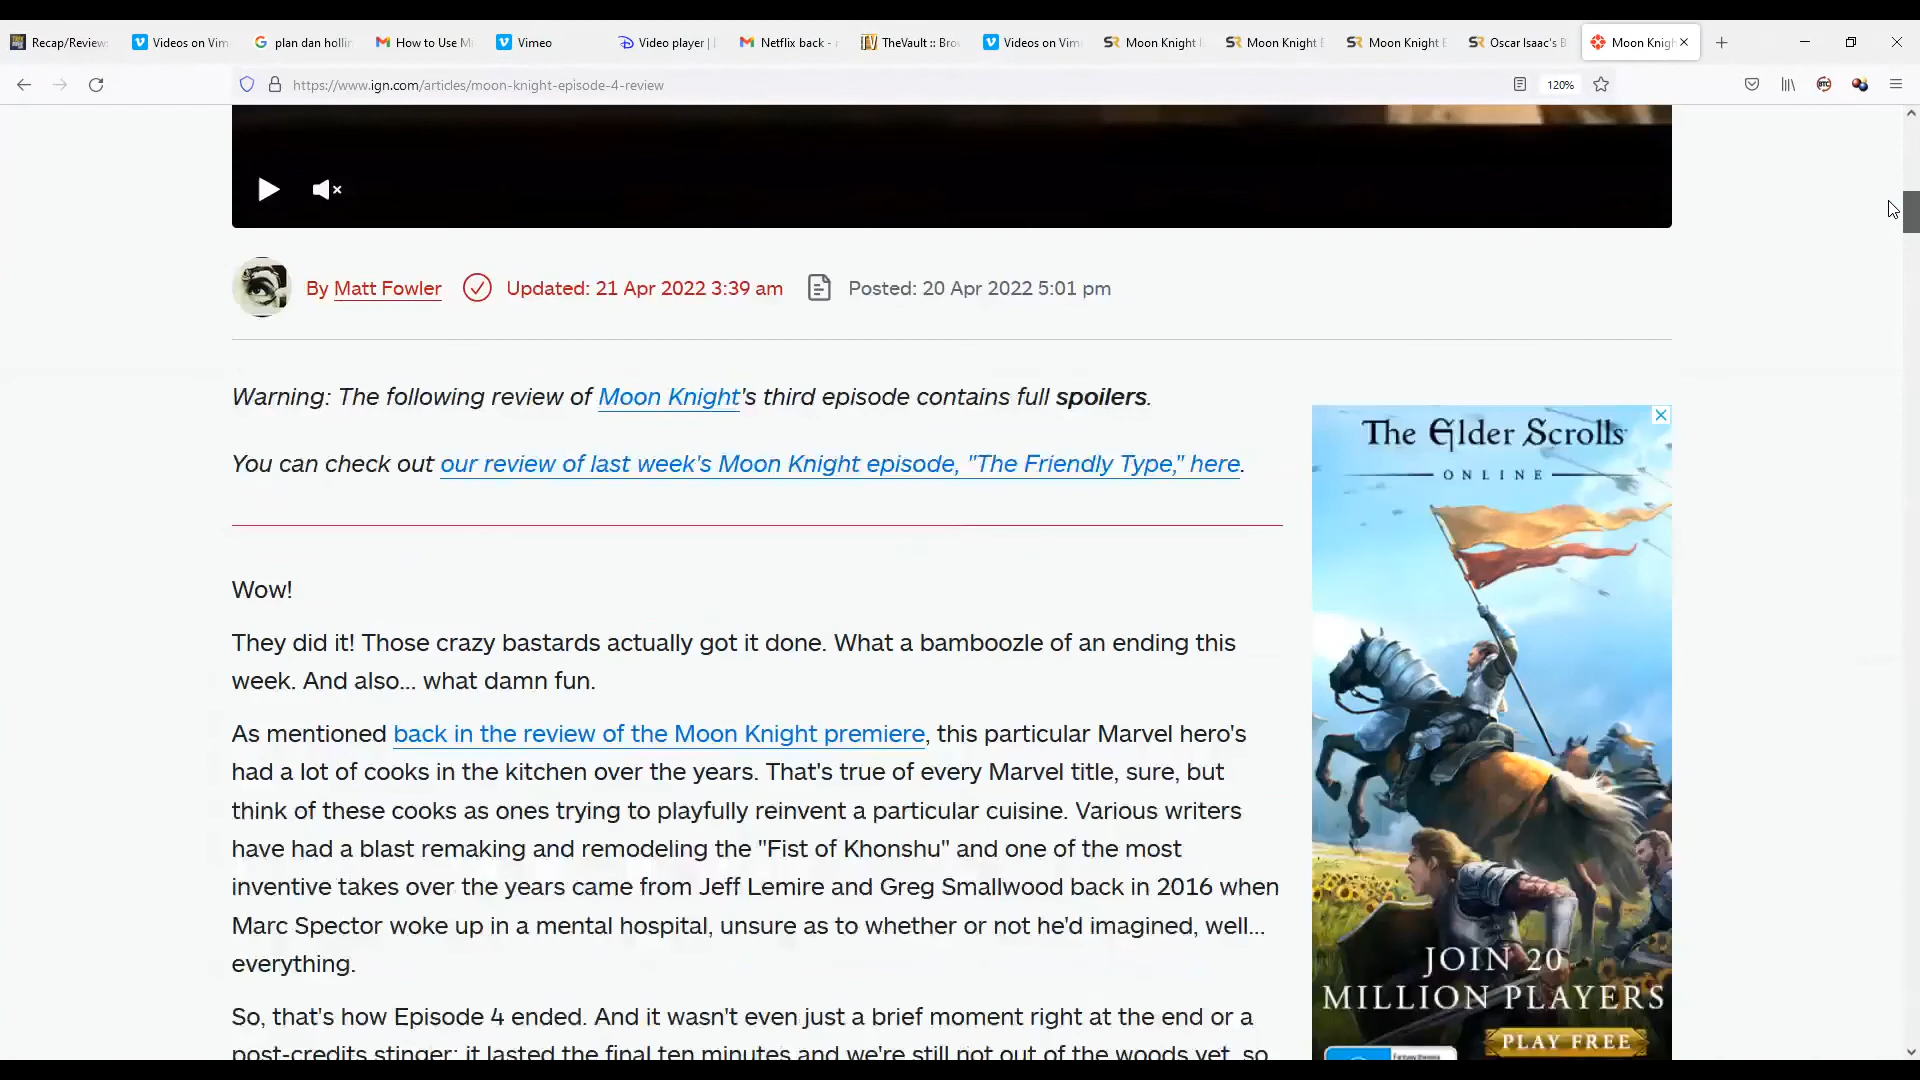 Recap/Review:
Videos on Vim
plan dan hollin
How to Use Mi
Vimeo
Video player |
Netflix back -
TheVault :: Bro
Videos on Vim
Moon Knight
Moon Knight E
Moon Knight E
Oscar Isaac's B
Moon Knigh
https://www.ign.com/articles/moon-knight-episode-4-review
120%
By Matt Fowler
Updated: 21 Apr 2022 3:39 am
Posted: 20 Apr 2022 5:01 pm
Warning: The following review of Moon Knight's third episode contains full spoilers.
You can check out our review of last week's Moon Knight episode, "The Friendly Type," here.
Wow!
They did it! Those crazy bastards actually got it done. What a bamboozle of an ending this
week. And also... what damn fun.
As mentioned back in the review of the Moon Knight premiere, this particular Marvel hero's
had a lot of cooks in the kitchen over the years. That's true of every Marvel title, sure, but
think of these cooks as ones trying to playfully reinvent a particular cuisine. Various writers
have had a blast remaking and remodeling the "Fist of Khonshu" and one of the most
inventive takes over the years came from Jeff Lemire and Greg Smallwood back in 2016 when
Marc Spector woke up in a mental hospital, unsure as to whether or not he'd imagined, well...
everything.
So, that's how Episode 4 ended. And it wasn't even just a brief moment right at the end or a
post-credits stinger; it lasted the final ten minutes and we're still not out of the woods yet, so
The Elder Scrolls
ONLINE
JOIN 20
MILLION PLAYERS
PLAY FREE